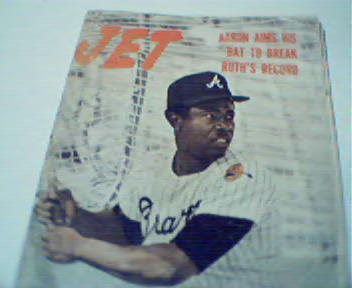 JET
AARON AIMS HIS
BAT TO BREAK
RUTH'S RECORD
A
Braves